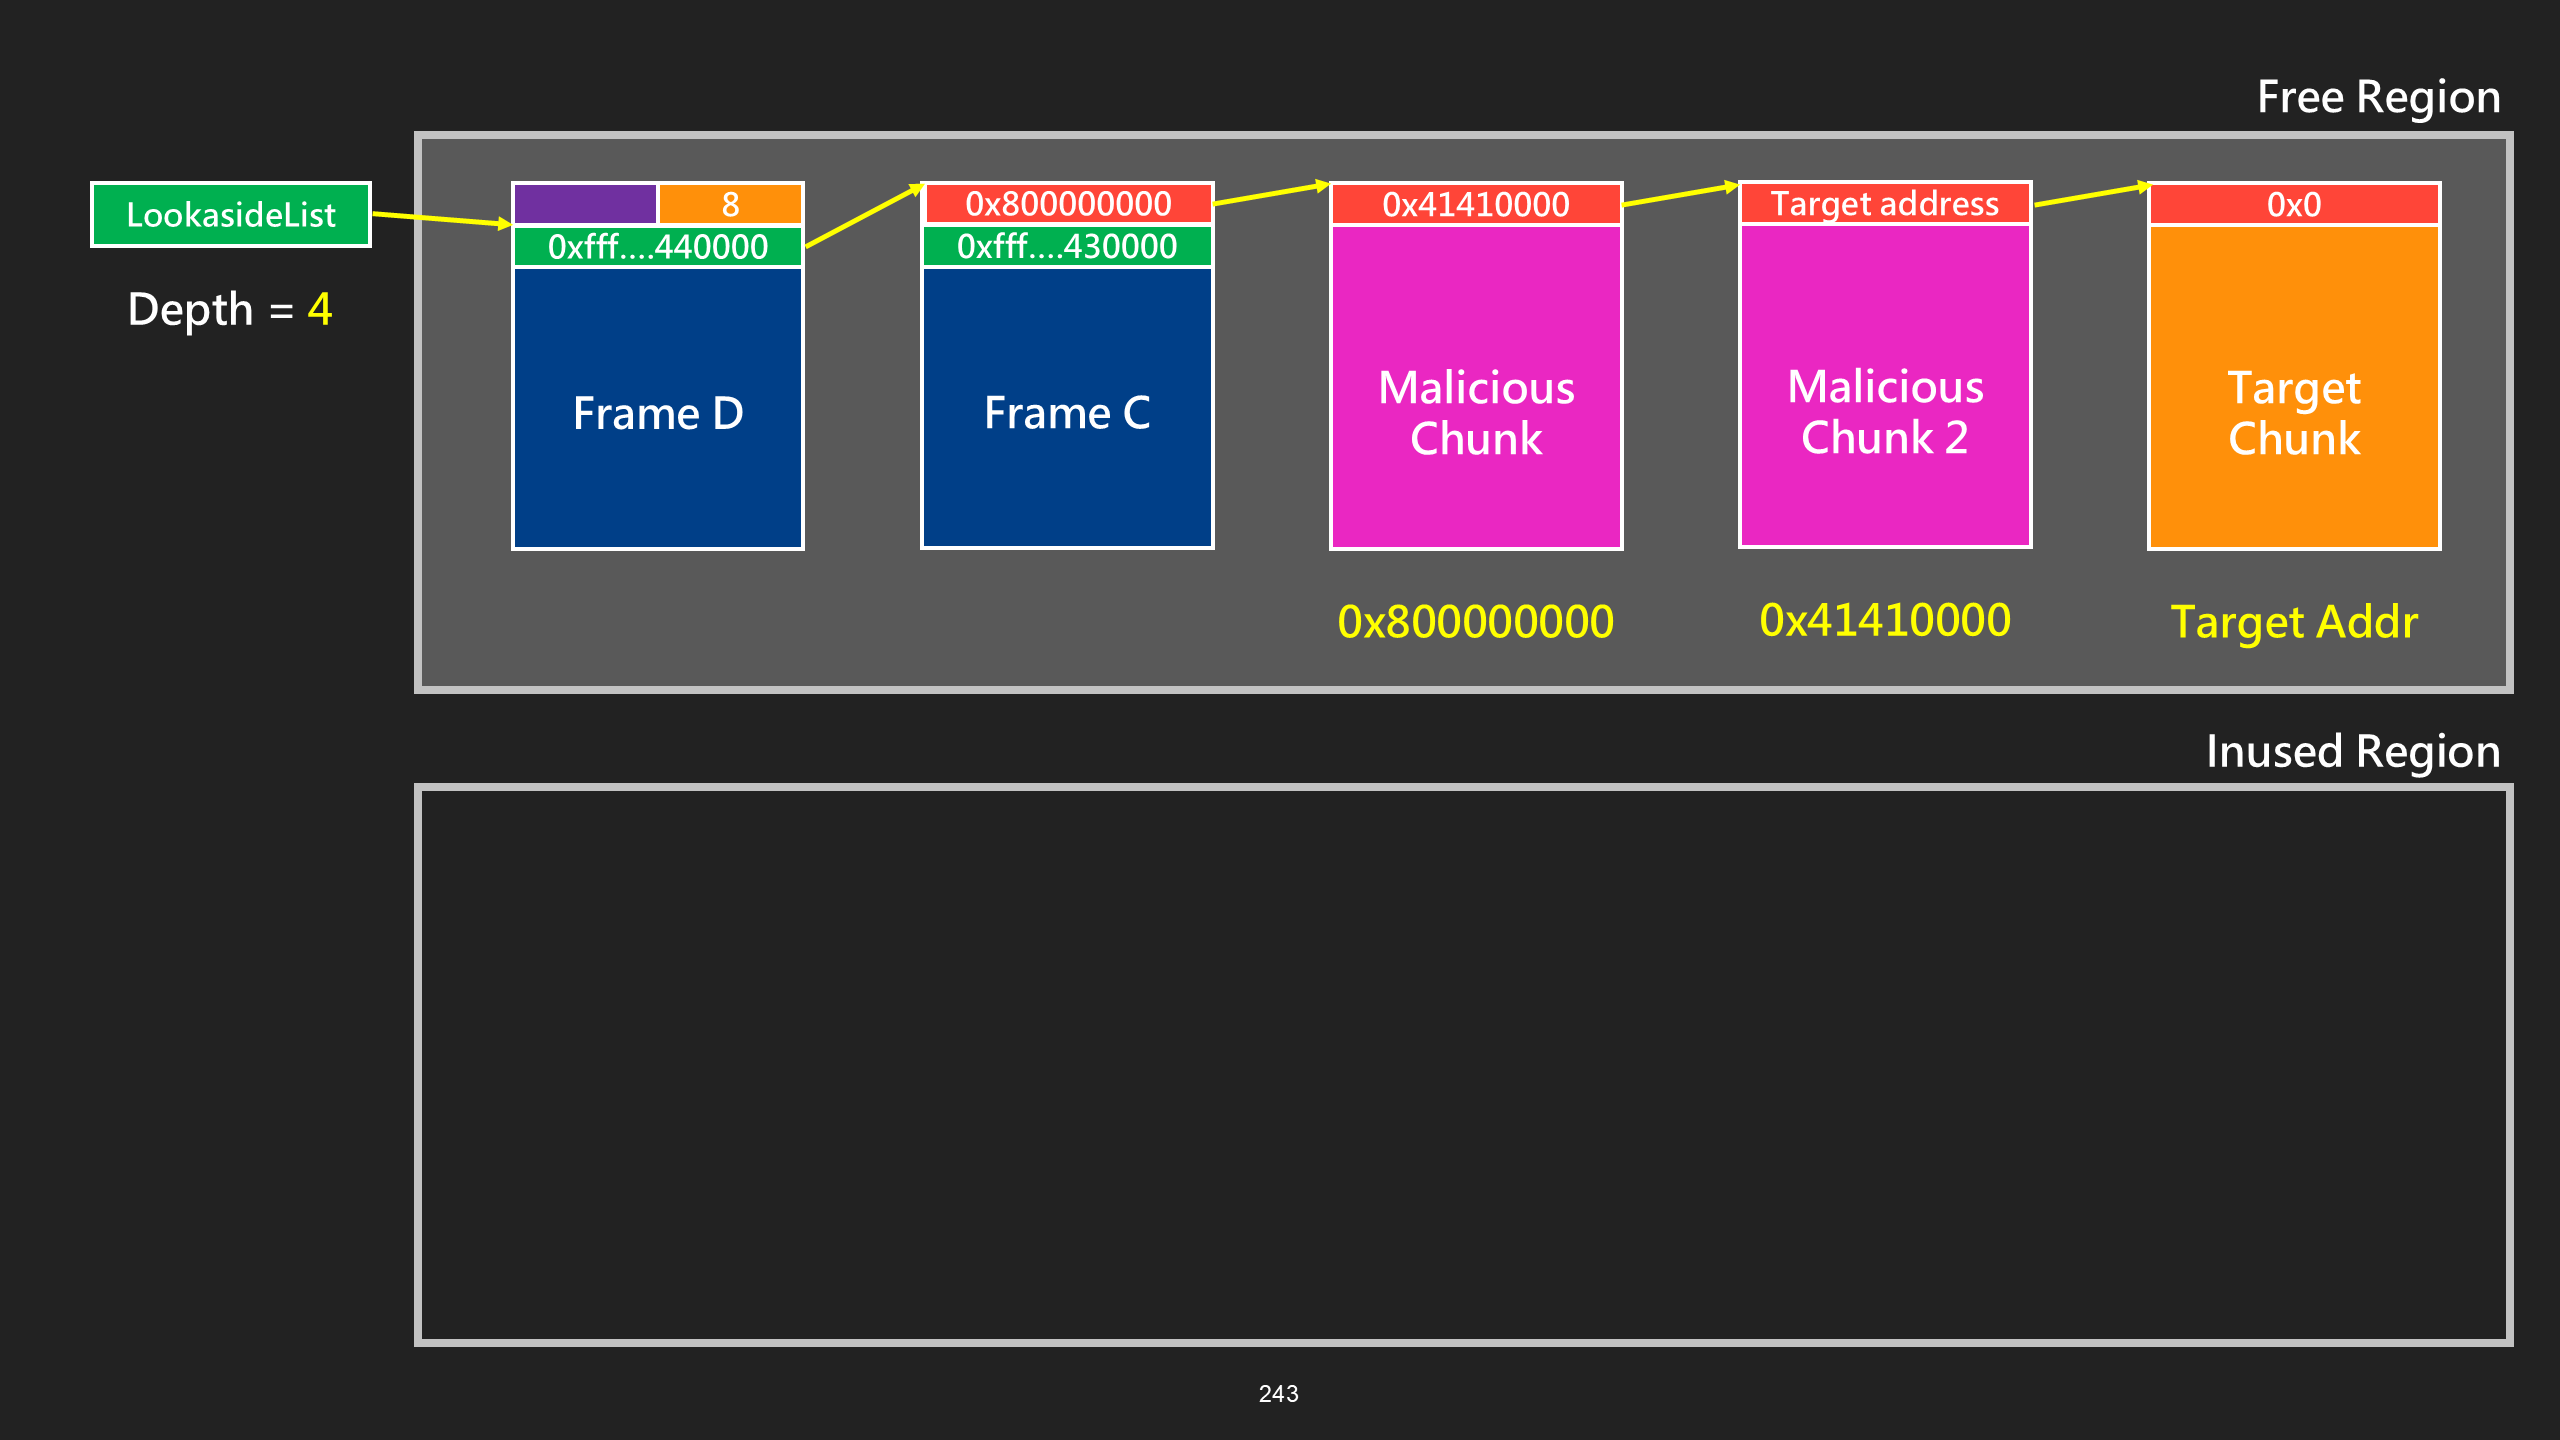 Free Region
LookasideList
Depth = 4
8
0xfff....440000
Frame D
0x800000000
0xfff....430000
Frame C
0x41410000
Malicious
Chunk
0x800000000
Target address
Malicious
Chunk 2
0x41410000
0x0
Target
Chunk
Target Addr
Inused Region
243